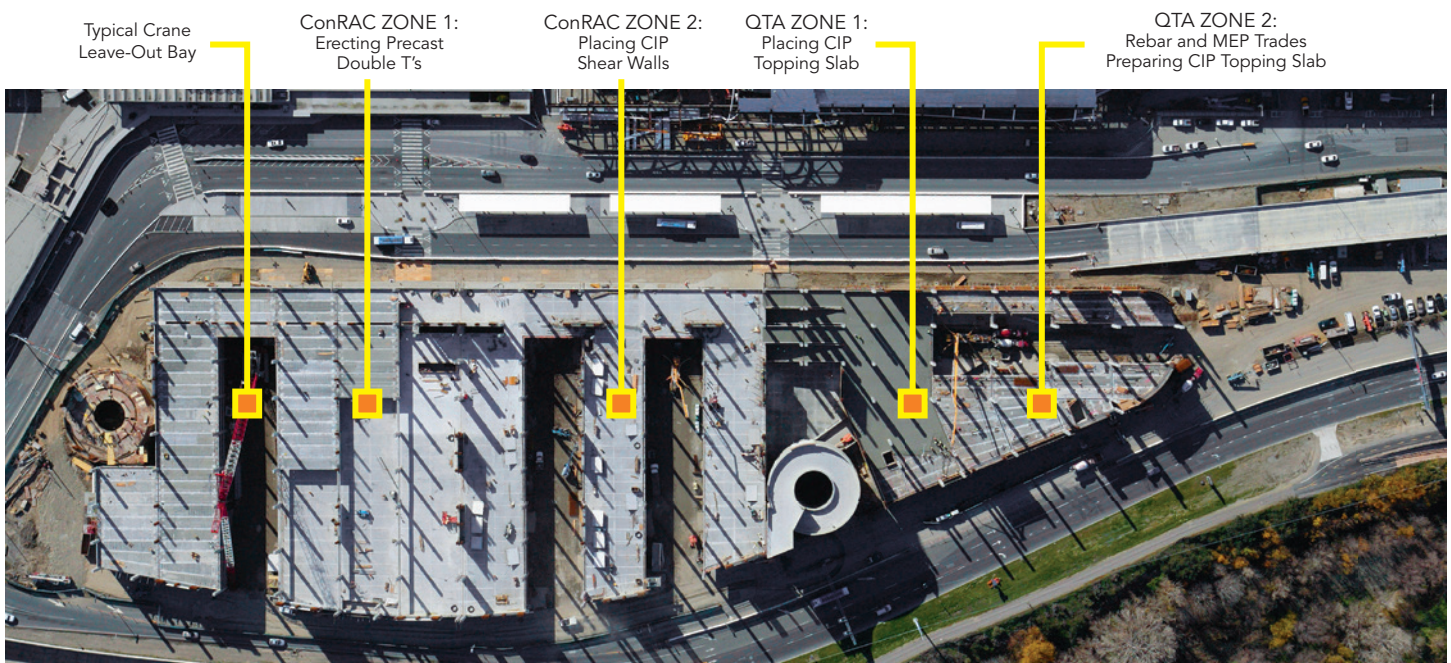 Typical Crane
Leave-Out Bay
ConRAC ZONE 1:
Erecting Precast
Double T's
ConRAC ZONE 2:
Placing CIP
Shear Walls
QTA ZONE 1:
Placing CIP
Topping Slab
QTA ZONE 2:
Rebar and MEP Trades
Preparing CIP Topping Slab